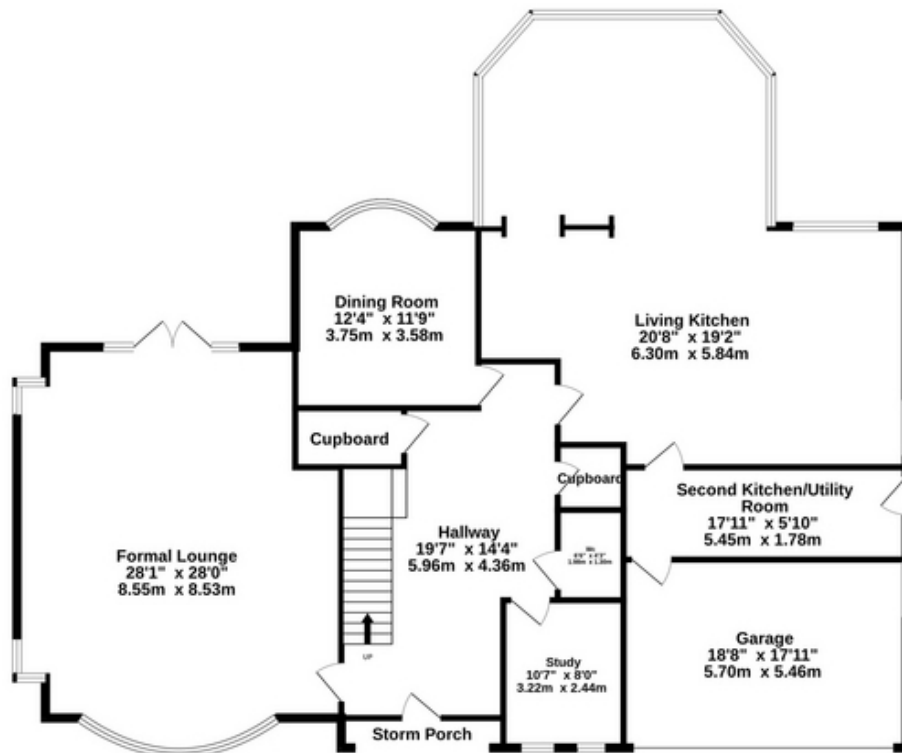 Dining Room
12'4" x 11'9"
3.75m x 3.58m
Living Kitchen
20'8" x 19'2"
6.30m x 5.84m
Cupboard
Cupboard
Second Kitchen/Utility
Room
17'11" x 5'10"
5.45m x 1.78m
Hallway
19'7" x 14'4"
5.96m x 4.36m
Formal Lounge
28'1" x 28'0"
8.55m x 8.53m
UP
Study
10'7" x 8'0"
3.22m x 2.44m
Garage
18'8" x 17'11"
5.70m x 5.46m
Storm Porch